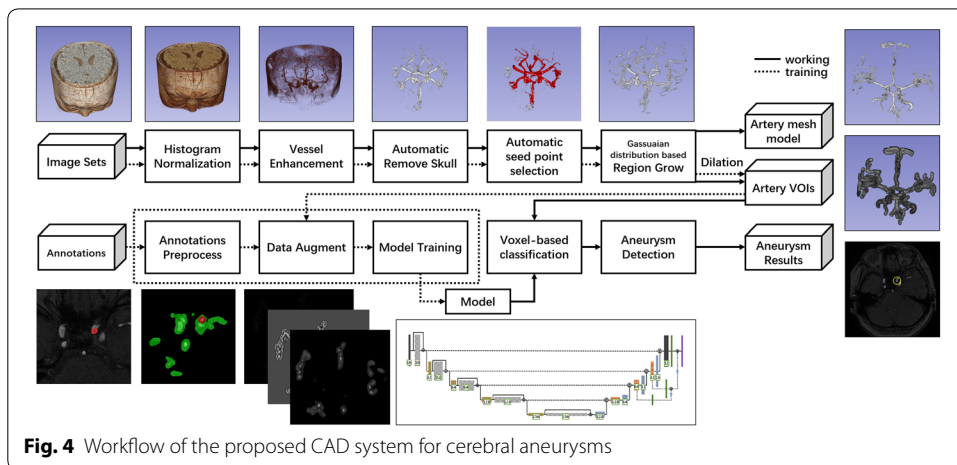 working
training
Image Sets
Histogram
Normalization
Vessel
Enhancement
Automatic
Remove Skull
Automatic
seed point
selection
Gassuaian
distribution based
Region Grow
Dilation
Artery mesh
model
Artery VOIs
Annotations
Annotations
Preprocess
Data Augment
Model Training
Voxel-based
classification
Aneurysm
Detection
Aneurysm
Results
Model
Fig. 4 Workflow of the proposed CAD system for cerebral aneurysms